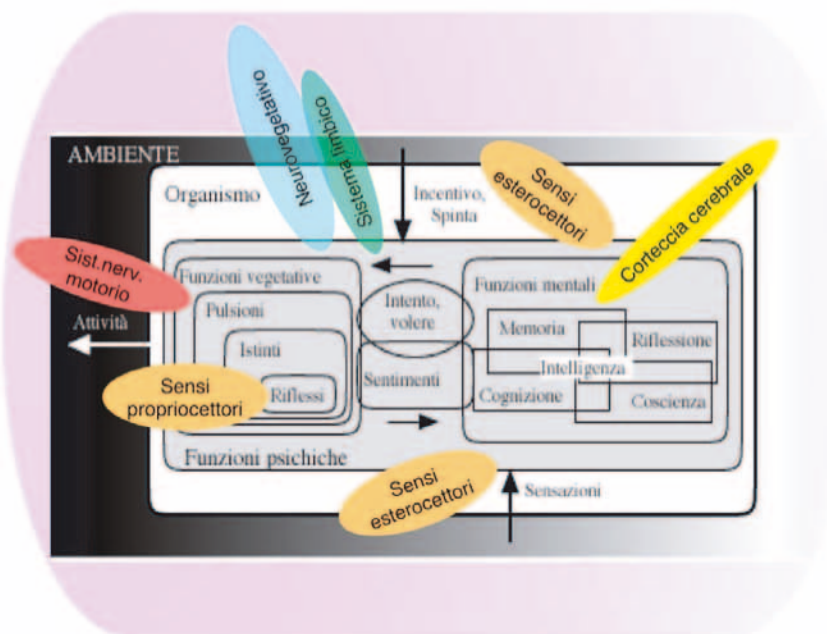 Neurovegetativo
Sistema limbico
AMBIENTE
Organismo
Incentivo,
Spinta
Sensi
esterocettori
Corteccia cerebrale
Sist.nerv.
motorio
Attività
Funzioni vegetative
Pulsioni
Istinti
Riflessi
Sensi
propriocettori
Intento,
volere
Sentimenti
Funzioni mentali
Memoria
Riflessione
Intelligenza
Cognizione
Coscienza
Funzioni psichiche
Sensi
esterocettori
Sensazioni